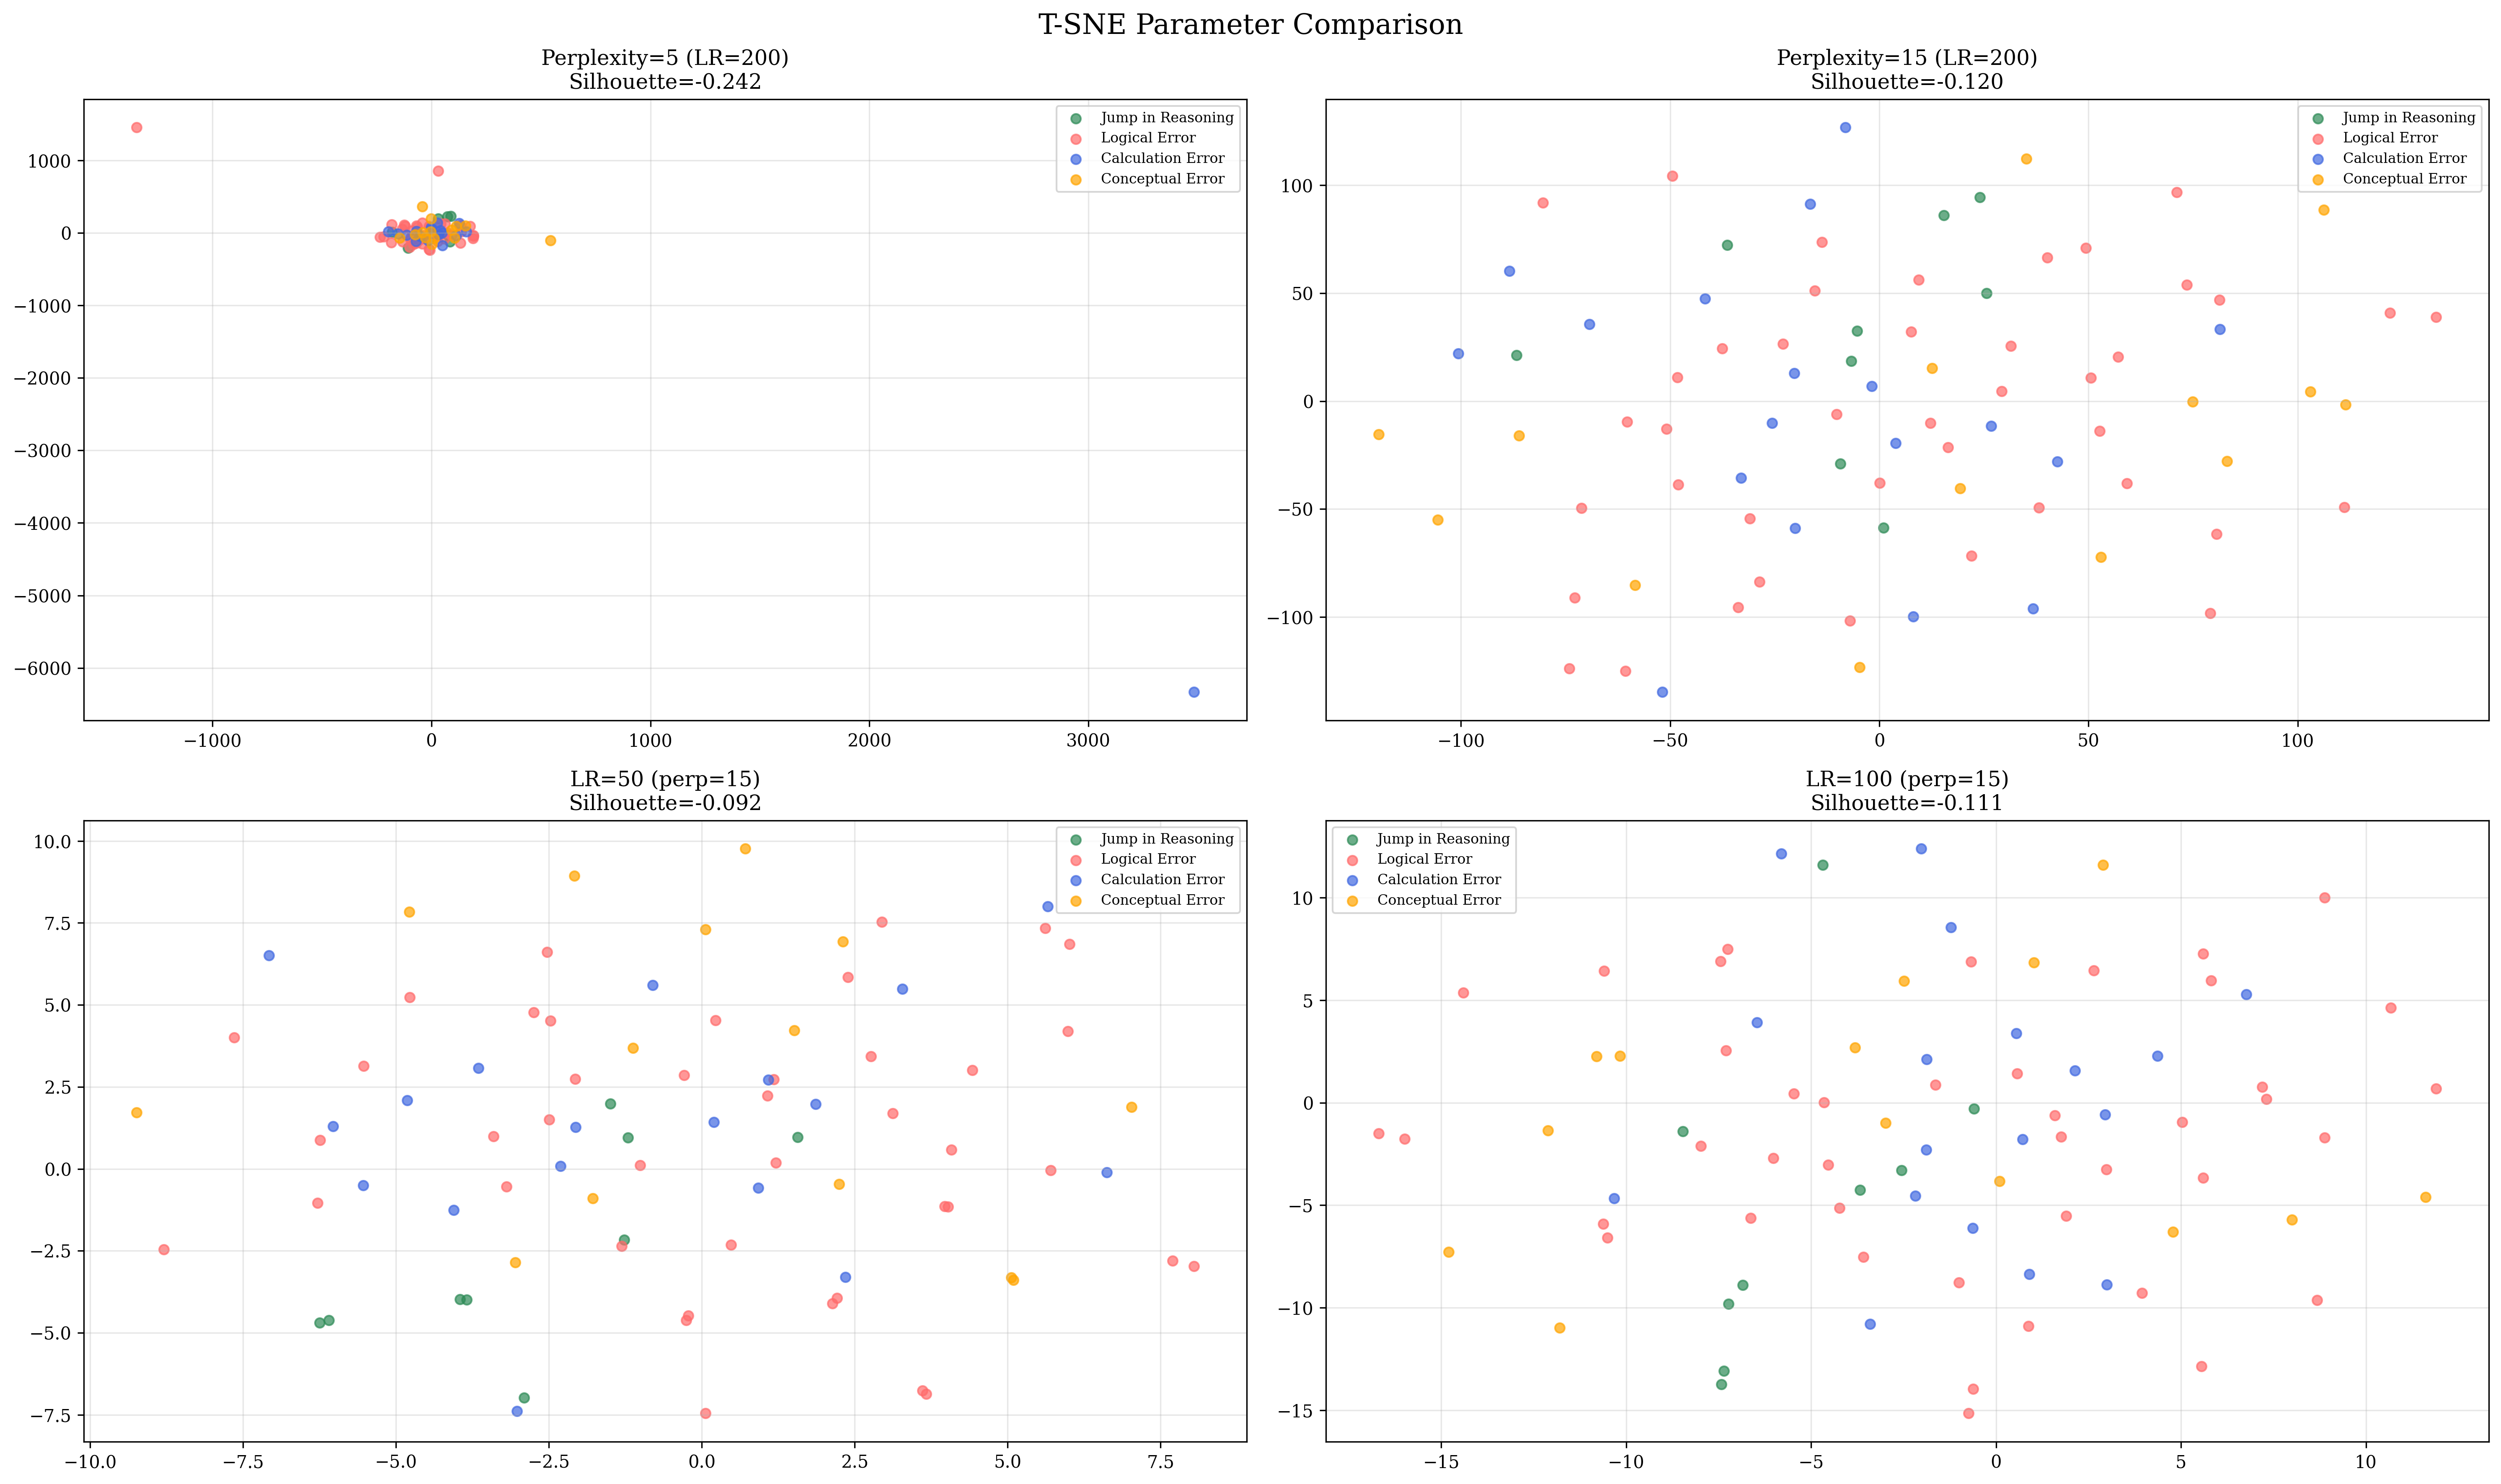 T-SNE Parameter Comparison
Perplexity=5 (LR=200)
Silhouette=-0.242
Jump in Reasoning
Logical Error
Calculation Error
Conceptual Error
1000
0
−1000
−2000
−3000
−4000
−5000
−6000
−1000
0
1000
2000
3000
Perplexity=15 (LR=200)
Silhouette=-0.120
Jump in Reasoning
Logical Error
Calculation Error
Conceptual Error
100
50
0
−50
−100
−100
−50
0
50
100
LR=50 (perp=15)
Silhouette=-0.092
Jump in Reasoning
Logical Error
Calculation Error
Conceptual Error
10.0
7.5
5.0
2.5
0.0
−2.5
−5.0
−7.5
−10.0
−7.5
−5.0
−2.5
0.0
2.5
5.0
7.5
LR=100 (perp=15)
Silhouette=-0.111
Jump in Reasoning
Logical Error
Calculation Error
Conceptual Error
10
5
0
−5
−10
−15
−15
−10
−5
0
5
10